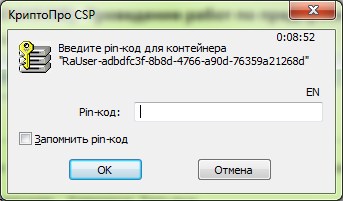 КриптоПро CSP
0:08:52
Введите pin-код для контейнера
"RaUser-adbdfc3f-8b8d-4766-a90d-76359a21268d"
EN
Pin-код:
Запомнить pin-код
OK
Отмена